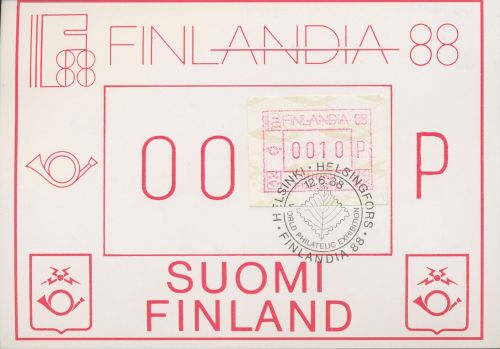 F 88 FINLANDIA 88
FINLANDIA 88
00 P
0010 P
HELSINKI • HELSINGFORS
12.6.88
WORLD PHILATELIC EXHIBITION
• FINLANDIA 88 •
SUOMI
FINLAND